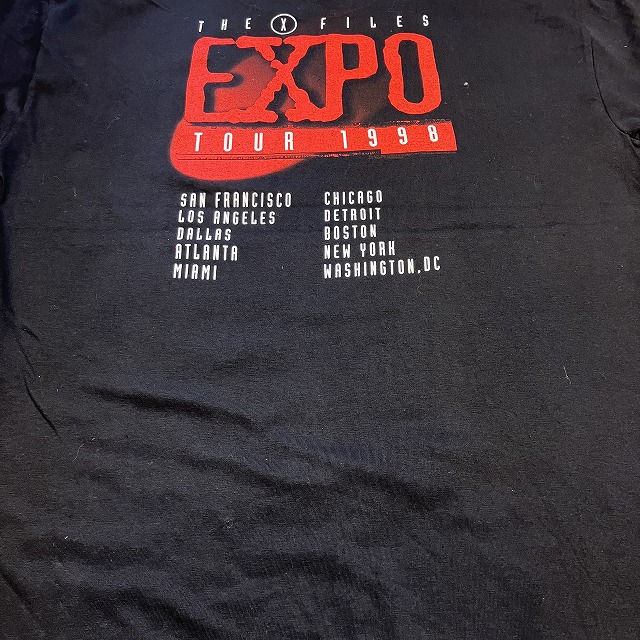 THE X FILES
EXPO
TOUR 1998
SAN FRANCISCO
LOS ANGELES
DALLAS
ATLANTA
MIAMI
CHICAGO
DETROIT
BOSTON
NEW YORK
WASHINGTON, DC